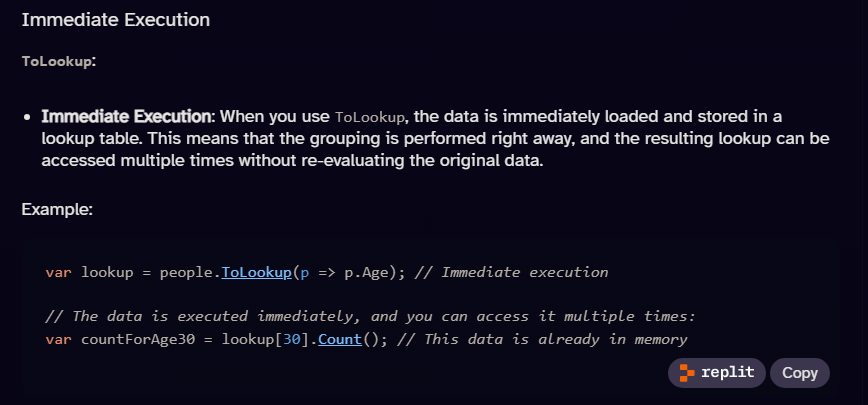 Immediate Execution
ToLookup:
• Immediate Execution: When you use ToLookup, the data is immediately loaded and stored in a
lookup table. This means that the grouping is performed right away, and the resulting lookup can be
accessed multiple times without re-evaluating the original data.
Example:
var lookup = people.ToLookup(p => p.Age); // Immediate execution
// The data is executed immediately, and you can access it multiple times:
var countForAge30 = lookup[30].Count(); // This data is already in memory
replit Copy